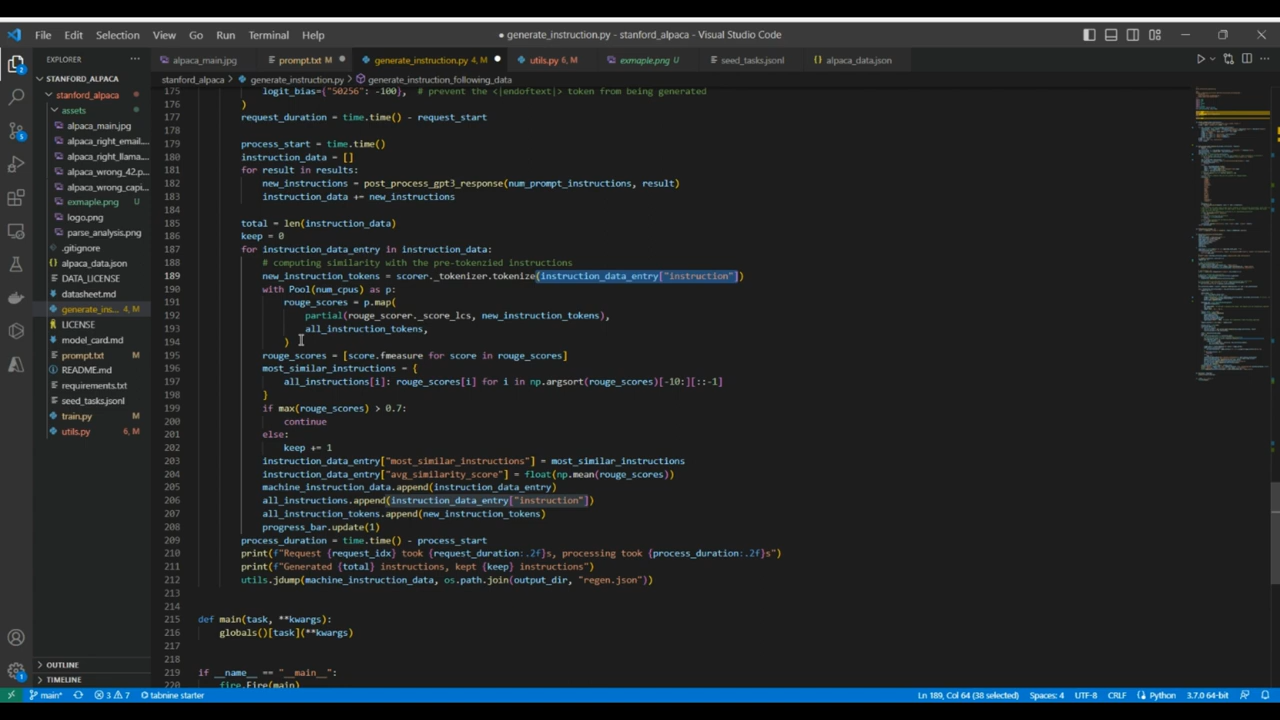 File Edit Selection View Go Run Terminal Help
generate_instruction.py - stanford_alpaca - Visual Studio Code
EXPLORER
alpaca_main.jpg
prompt.txt M
generate_instruction.py 4, M
utils.py 6, M
exmaple.png U
seed_tasks.jsonl
alpaca_data.json
stanford_alpaca > generate_instruction.py > generate_instruction_following_data
STANFORD_ALPACA
stanford_alpaca
assets
alpaca_main.jpg
alpaca_right_email...
alpaca_right_llama...
alpaca_wrong_42.p...
alpaca_wrong_capi...
exmaple.png U
logo.png
parse_analysis.png
.gitignore
alpaca_data.json
DATA_LICENSE
datasheet.md
generate_ins... 4, M
LICENSE
model_card.md
prompt.txt M
README.md
requirements.txt
seed_tasks.jsonl
train.py M
utils.py 6, M
OUTLINE
TIMELINE
175 logit_bias={"50256": -100}, # prevent the <|endoftext|> token from being generated
176 )
177 request_duration = time.time() - request_start
178
179 process_start = time.time()
180 instruction_data = []
181 for result in results:
182 new_instructions = post_process_gpt3_response(num_prompt_instructions, result)
183 instruction_data += new_instructions
184
185 total = len(instruction_data)
186 keep = 0
187 for instruction_data_entry in instruction_data:
188 # computing similarity with the pre-tokenzied instructions
189 new_instruction_tokens = scorer._tokenizer.tokenize(instruction_data_entry["instruction"])
190 with Pool(num_cpus) as p:
191 rouge_scores = p.map(
192 partial(rouge_scorer._score_lcs, new_instruction_tokens),
193 all_instruction_tokens,
194 )
195 rouge_scores = [score.fmeasure for score in rouge_scores]
196 most_similar_instructions = {
197 all_instructions[i]: rouge_scores[i] for i in np.argsort(rouge_scores)[-10:][::-1]
198 }
199 if max(rouge_scores) > 0.7:
200 continue
201 else:
202 keep += 1
203 instruction_data_entry["most_similar_instructions"] = most_similar_instructions
204 instruction_data_entry["avg_similarity_score"] = float(np.mean(rouge_scores))
205 machine_instruction_data.append(instruction_data_entry)
206 all_instructions.append(instruction_data_entry["instruction"])
207 all_instruction_tokens.append(new_instruction_tokens)
208 progress_bar.update(1)
209 process_duration = time.time() - process_start
210 print(f"Request {request_idx} took {request_duration:.2f}s, processing took {process_duration:.2f}s")
211 print(f"Generated {total} instructions, kept {keep} instructions")
212 utils.jdump(machine_instruction_data, os.path.join(output_dir, "regen.json"))
213
214
215 def main(task, **kwargs):
216 globals()[task](**kwargs)
217
218
219 if __name__ == "__main__":
220 fire.Fire(main)
main* 3 7 tabnine starter
Ln 189, Col 64 (38 selected) Spaces: 4 UTF-8 CRLF Python 3.7.0 64-bit